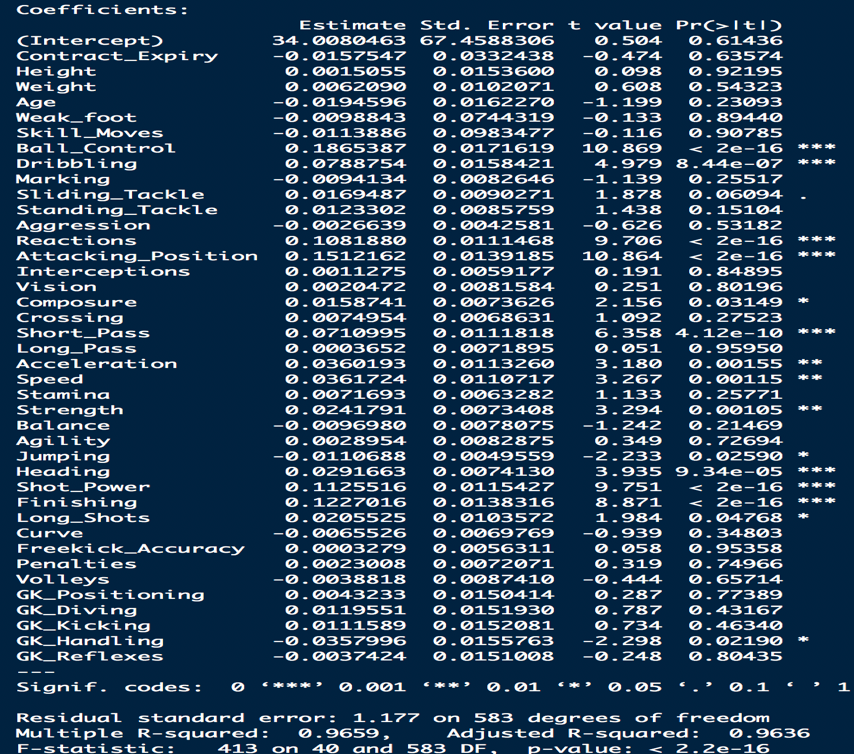 Coefficients:
Estimate Std. Error t value Pr(>|t|)
(Intercept) 34.0080463 67.4588306 0.504 0.61436
Contract_Expiry -0.0157547 0.0332438 -0.474 0.63574
Height 0.0015055 0.0153600 0.098 0.92195
Weight 0.0062090 0.0102071 0.608 0.54323
Age -0.0194596 0.0162270 -1.199 0.23093
Weak_foot -0.0098843 0.0744319 -0.133 0.89440
Skill_Moves -0.0113886 0.0983477 -0.116 0.90785
Ball_Control 0.1865387 0.0171619 10.869 < 2e-16 ***
Dribbling 0.0788754 0.0158421 4.979 8.44e-07 ***
Marking -0.0094134 0.0082646 -1.139 0.25517
Sliding_Tackle 0.0169487 0.0090271 1.878 0.06094 .
Standing_Tackle 0.0123302 0.0085759 1.438 0.15104
Aggression -0.0026639 0.0042581 -0.626 0.53182
Reactions 0.1081880 0.0111468 9.706 < 2e-16 ***
Attacking_Position 0.1512162 0.0139185 10.864 < 2e-16 ***
Interceptions 0.0011275 0.0059177 0.191 0.84895
Vision 0.0020472 0.0081584 0.251 0.80196
Composure 0.0158741 0.0073626 2.156 0.03149 *
Crossing 0.0074954 0.0068631 1.092 0.27523
Short_Pass 0.0710995 0.0111818 6.358 4.12e-10 ***
Long_Pass 0.0003652 0.0071895 0.051 0.95950
Acceleration 0.0360193 0.0113260 3.180 0.00155 **
Speed 0.0361724 0.0110717 3.267 0.00115 **
Stamina 0.0071693 0.0063282 1.133 0.25771
Strength 0.0241791 0.0073408 3.294 0.00105 **
Balance -0.0096980 0.0078075 -1.242 0.21469
Agility 0.0028954 0.0082875 0.349 0.72694
Jumping -0.0110688 0.0049559 -2.233 0.02590 *
Heading 0.0291663 0.0074130 3.935 9.34e-05 ***
Shot_Power 0.1125516 0.0115427 9.751 < 2e-16 ***
Finishing 0.1227016 0.0138316 8.871 < 2e-16 ***
Long_Shots 0.0205525 0.0103572 1.984 0.04768 *
Curve -0.0065526 0.0069769 -0.939 0.34803
Freekick_Accuracy 0.0003279 0.0056311 0.058 0.95358
Penalties 0.0023008 0.0072071 0.319 0.74966
Volleys -0.0038818 0.0087410 -0.444 0.65714
GK_Positioning 0.0043233 0.0150414 0.287 0.77389
GK_Diving 0.0119551 0.0151930 0.787 0.43167
GK_Kicking 0.0111589 0.0152081 0.734 0.46340
GK_Handling -0.0357996 0.0155763 -2.298 0.02190 *
GK_Reflexes -0.0037424 0.0151008 -0.248 0.80435
---
Signif. codes: 0 ‘***’ 0.001 ‘**’ 0.01 ‘*’ 0.05 ‘.’ 0.1 ‘ ’ 1
Residual standard error: 1.177 on 583 degrees of freedom
Multiple R-squared: 0.9659, Adjusted R-squared: 0.9636
F-statistic: 413 on 40 and 583 DF, p-value: < 2.2e-16